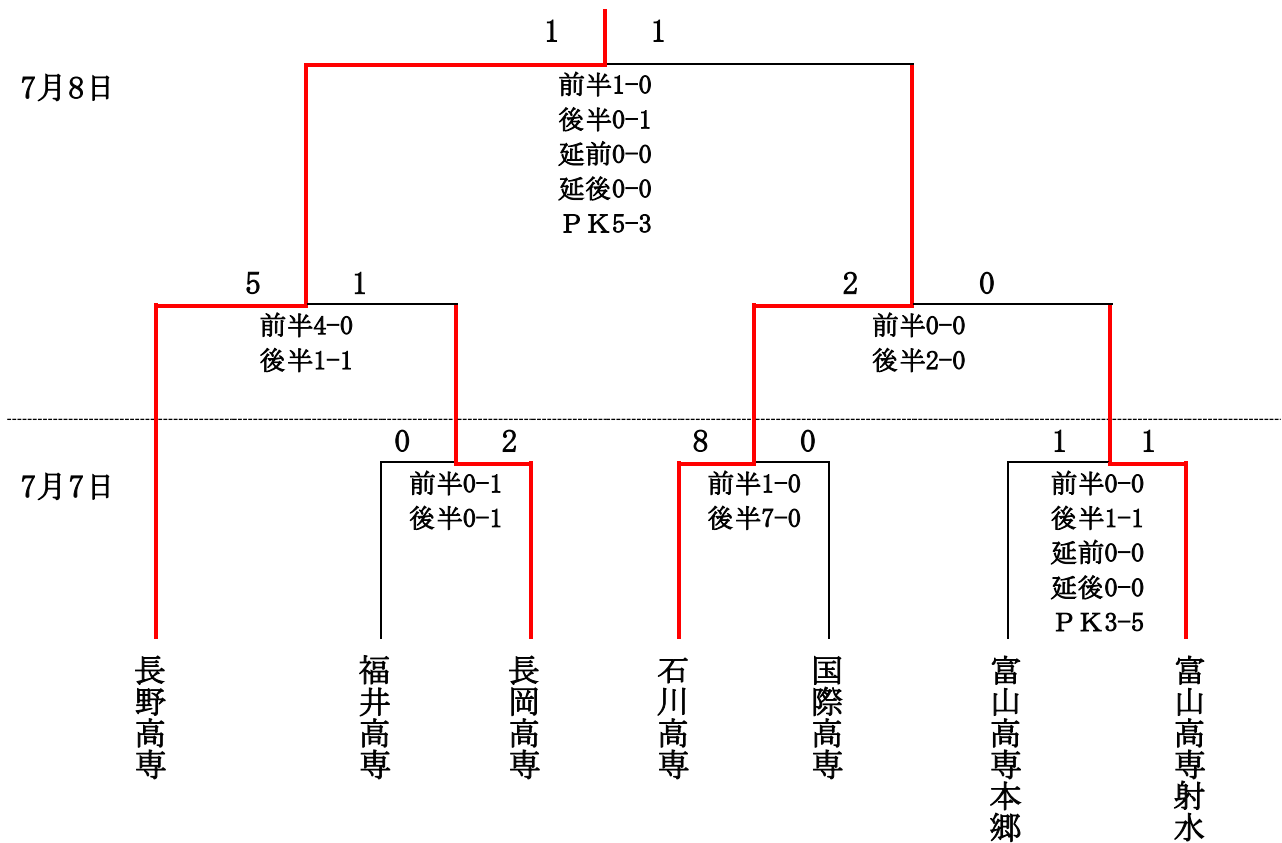 1 1
7月8日
前半1-0
後半0-1
延前0-0
延後0-0
ＰＫ5-3
5 1
前半4-0
後半1-1
2 0
前半0-0
後半2-0
7月7日
0 2
前半0-1
後半0-1
8 0
前半1-0
後半7-0
1 1
前半0-0
後半1-1
延前0-0
延後0-0
ＰＫ3-5
長野高専
福井高専
長岡高専
石川高専
国際高専
富山高専本郷
富山高専射水